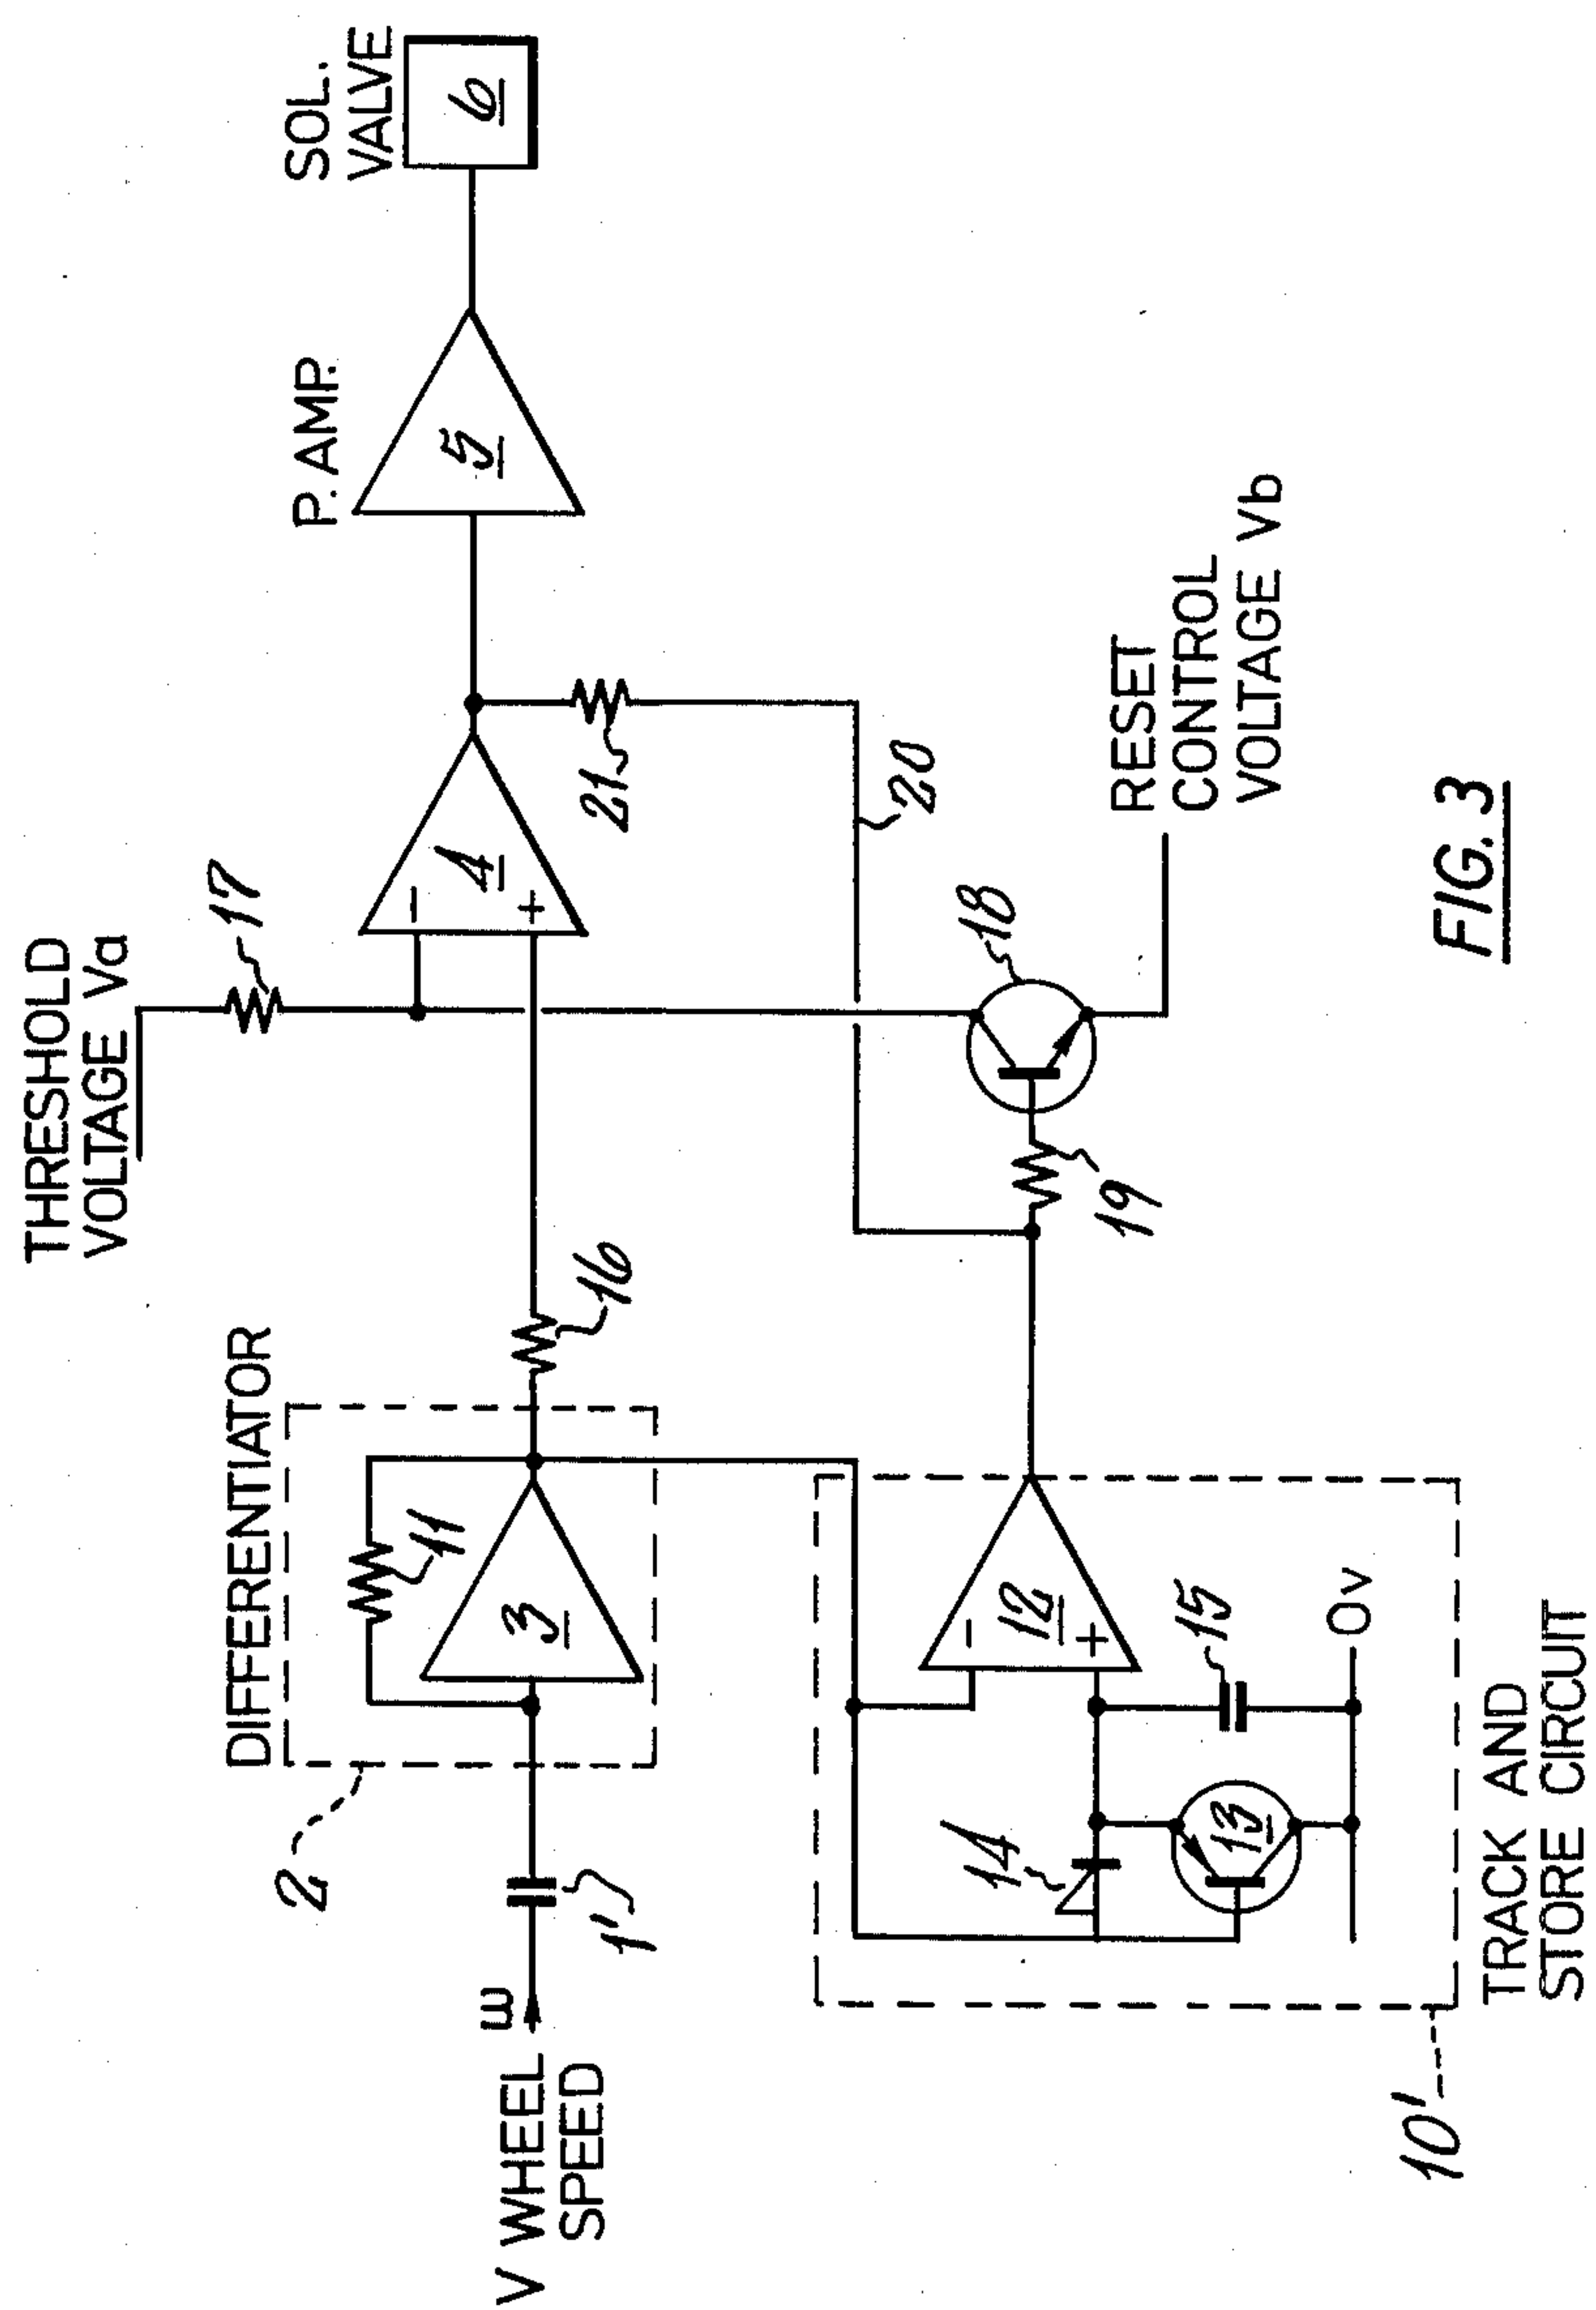 THRESHOLD
VOLTAGE Va
17
SOL.
VALVE
6
P. AMP.
5
4
−
+
21
20
DIFFERENTIATOR
11
3
16
2
1'
ω
V WHEEL
SPEED
18
19
RESET
CONTROL
VOLTAGE Vb
12
−
+
14
13
15
0v
10'
TRACK AND
STORE CIRCUIT
FIG. 3